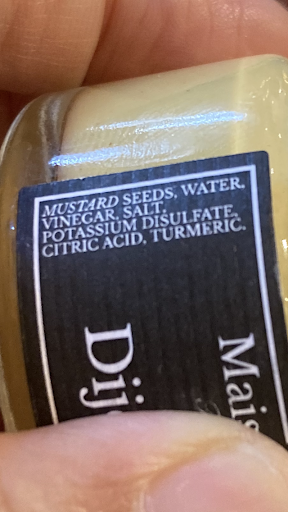 MUSTARD SEEDS, WATER,
VINEGAR, SALT,
POTASSIUM DISULFATE,
CITRIC ACID, TURMERIC.